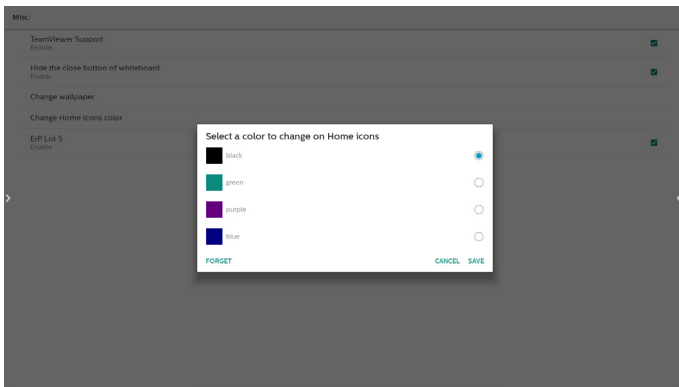 Misc.
TeamViewer Support
Enable
Hide the close button of whiteboard
Enable
Change wallpaper
Change Home icons color
ErP Lot 5
Enable
Select a color to change on Home icons
black
green
purple
blue
FORGET CANCEL SAVE